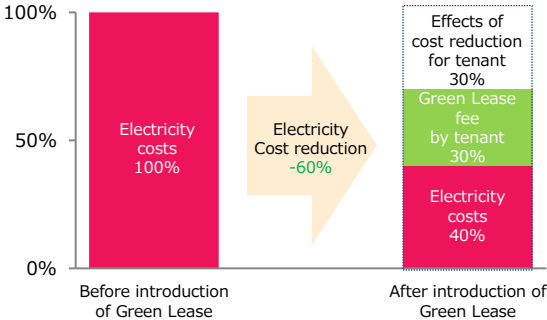 100%
50%
0%
Electricity
costs
100%
Electricity
Cost reduction
-60%
Effects of
cost reduction
for tenant
30%
Green Lease
fee
by tenant
30%
Electricity
costs
40%
Before introduction
of Green Lease
After introduction of
Green Lease